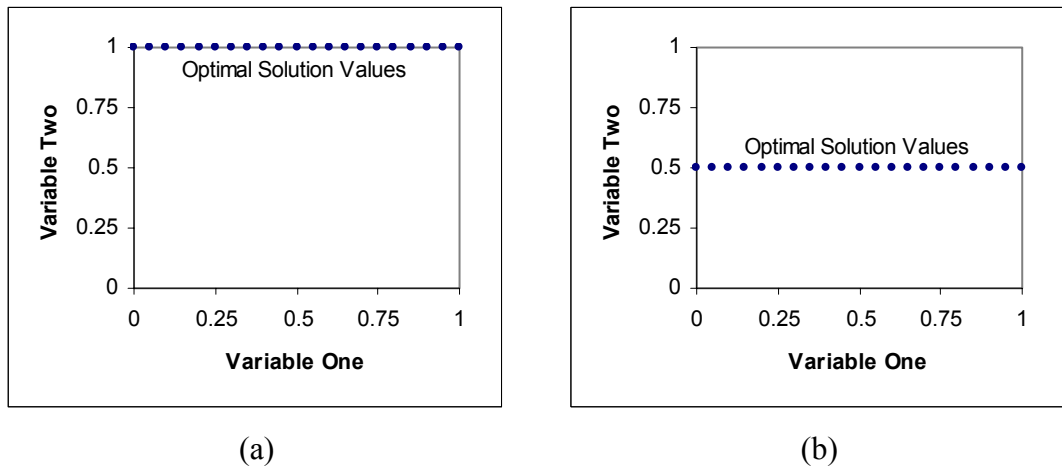 1
Optimal Solution Values
0.75
0.5
0.25
0
0 0.25 0.5 0.75 1
Variable Two
Variable One
(a)
1
0.75
Optimal Solution Values
0.5
0.25
0
0 0.25 0.5 0.75 1
Variable Two
Variable One
(b)